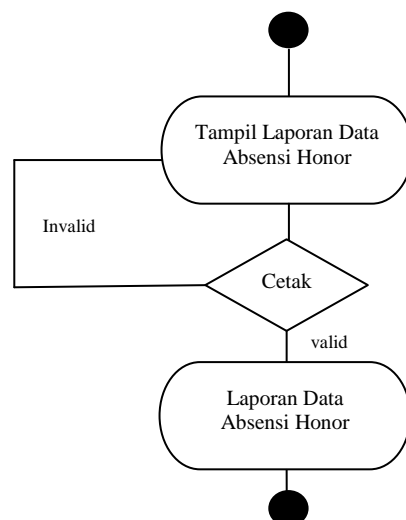 Tampil Laporan Data
Absensi Honor
Invalid
Cetak
valid
Laporan Data
Absensi Honor